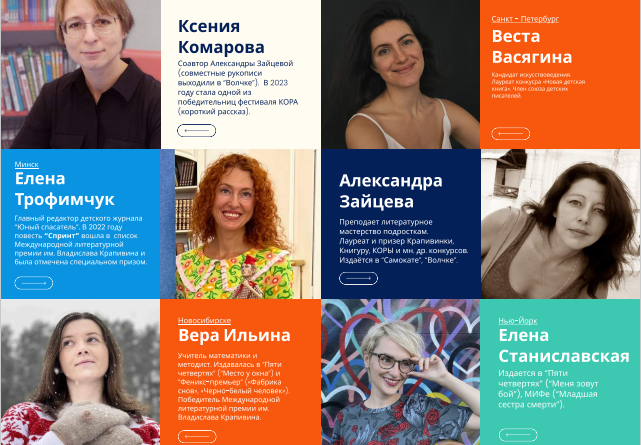 Ксения
Комарова
Соавтор Александры Зайцевой
(совместные рукописи
выходили в "Волчке"). В 2023
году стала одной из
победительниц фестиваля КОРА
(короткий рассказ).
Санкт - Петербург
Веста
Васягина
Кандидат искусствоведения.
Лауреат конкурса «Новая детская
книга». Член союза детских
писателей.
Минск
Елена
Трофимчук
Главный редактор детского журнала
"Юный спасатель". В 2022 году
повесть "Спринт" вошла в список
Международной литературной
премии им. Владислава Крапивина и
была отмечена специальном призом.
Александра
Зайцева
Преподает литературное
мастерство подросткам.
Лауреат и призер Крапивинки,
Книгуру, КОРЫ и мн. др. конкурсов.
Издаётся в "Самокате", "Волчке".
Новосибирске
Вера Ильина
Учитель математики и
методист. Издавалась в "Пяти
четвертях" ("Место у окна") и
"Феникс-премьер" («Фабрика
снов», «Черно-белый человек»).
Победитель Международной
литературной премии им.
Владислава Крапивина.
Нью-Йорк
Елена
Станиславская
Издается в "Пяти
четвертях" ("Меня зовут
бой"), МИФе ("Младшая
сестра смерти").